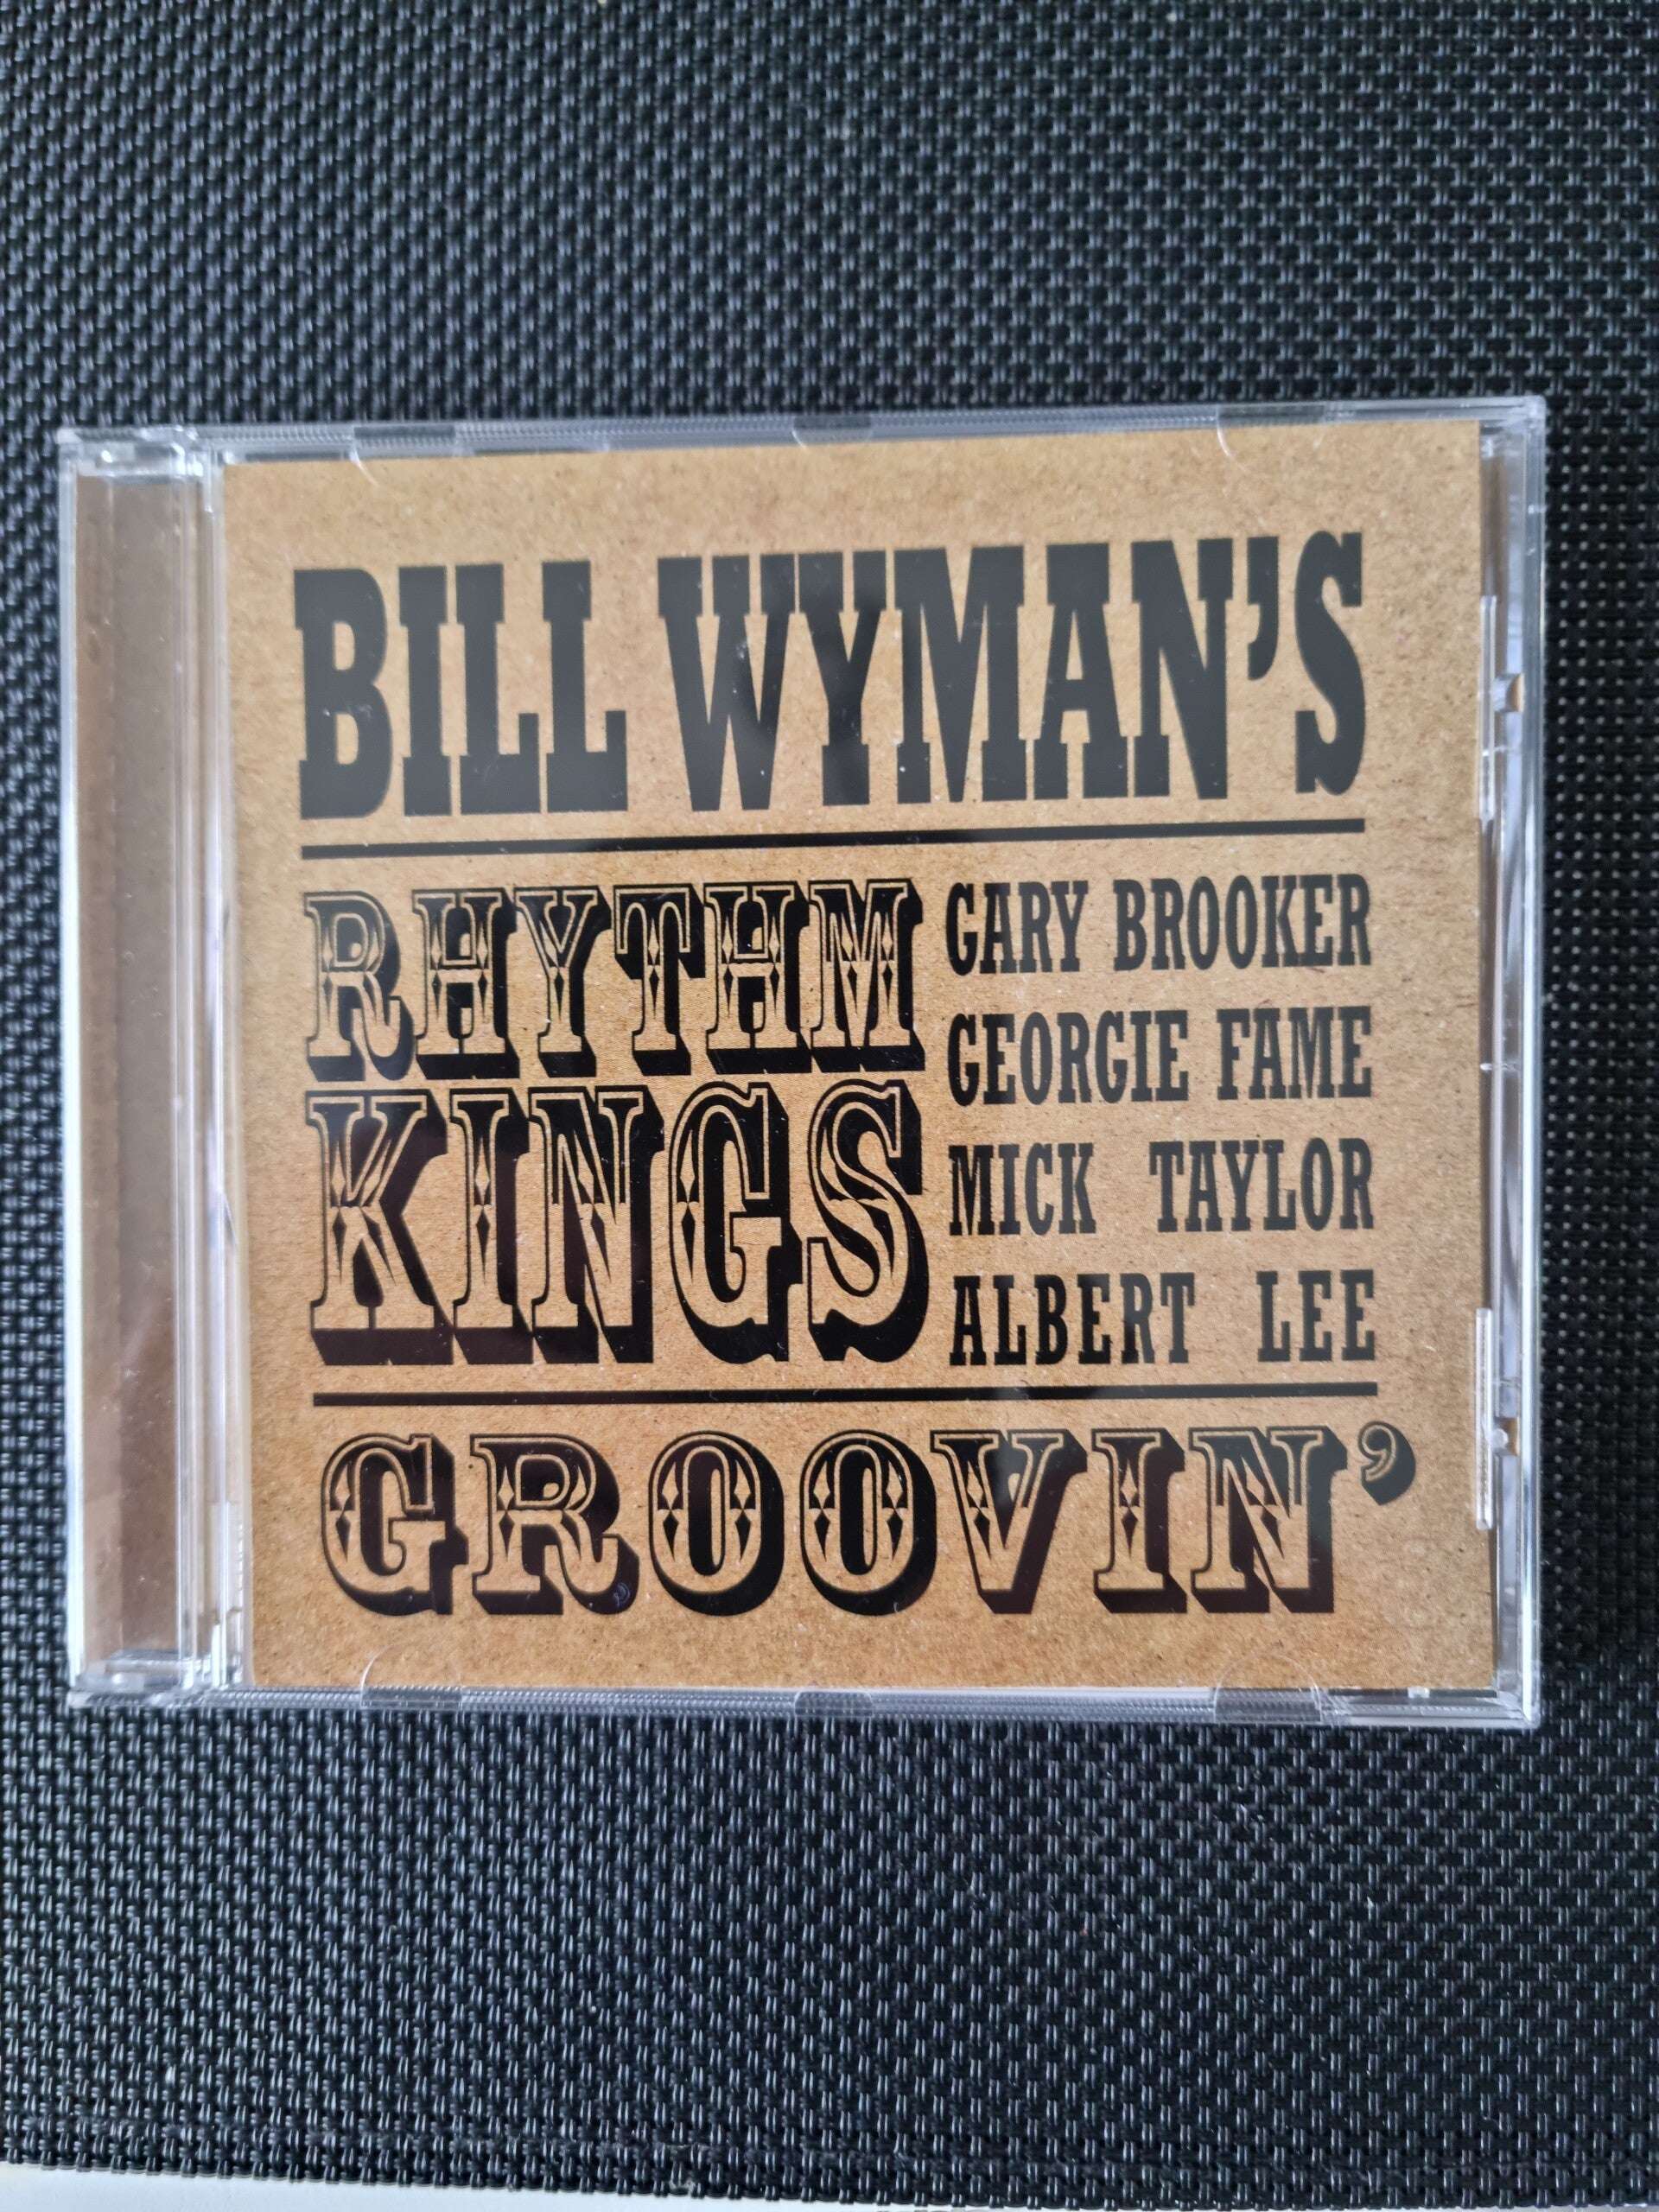 BILL WYMAN'S
RHYTHM
KINGS
GARY BROOKER
GEORGIE FAME
MICK TAYLOR
ALBERT LEE
GROOVIN'